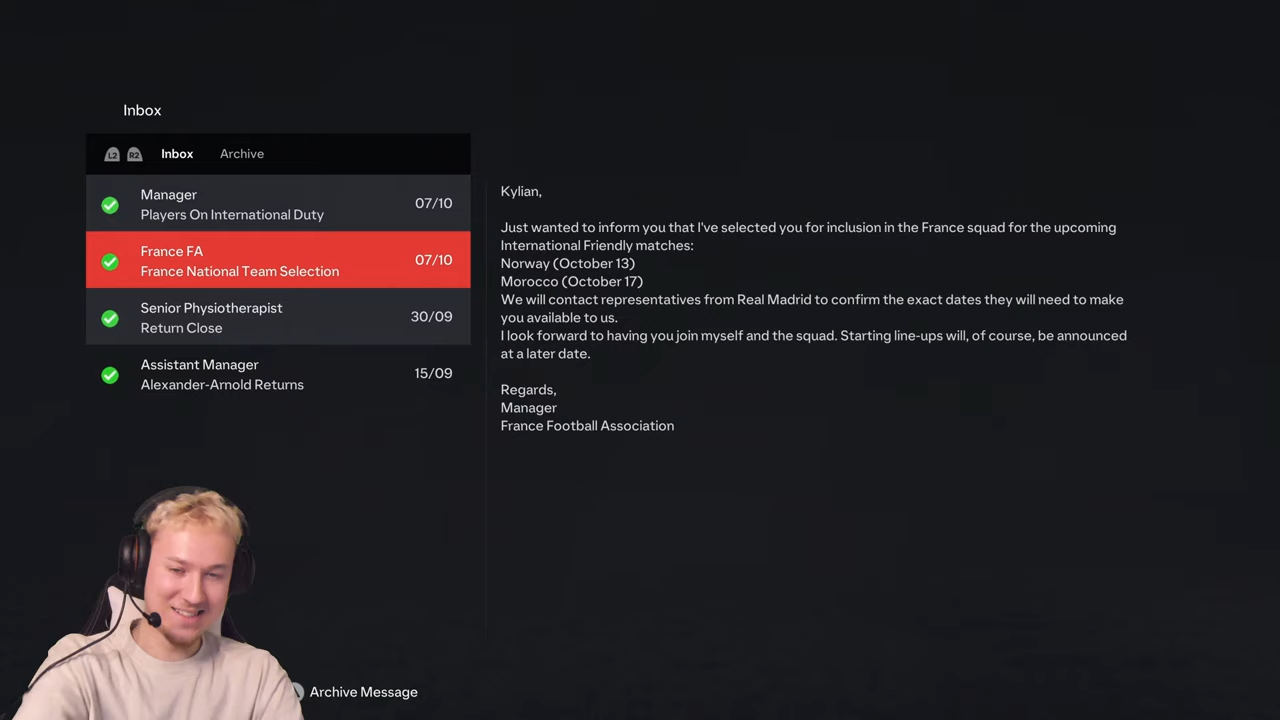 Inbox
L2 R2 Inbox Archive
Manager
Players On International Duty
07/10
France FA
France National Team Selection
07/10
Senior Physiotherapist
Return Close
30/09
Assistant Manager
Alexander-Arnold Returns
15/09
Kylian,
Just wanted to inform you that I've selected you for inclusion in the France squad for the upcoming
International Friendly matches:
Norway (October 13)
Morocco (October 17)
We will contact representatives from Real Madrid to confirm the exact dates they will need to make
you available to us.
I look forward to having you join myself and the squad. Starting line-ups will, of course, be announced
at a later date.
Regards,
Manager
France Football Association
Archive Message